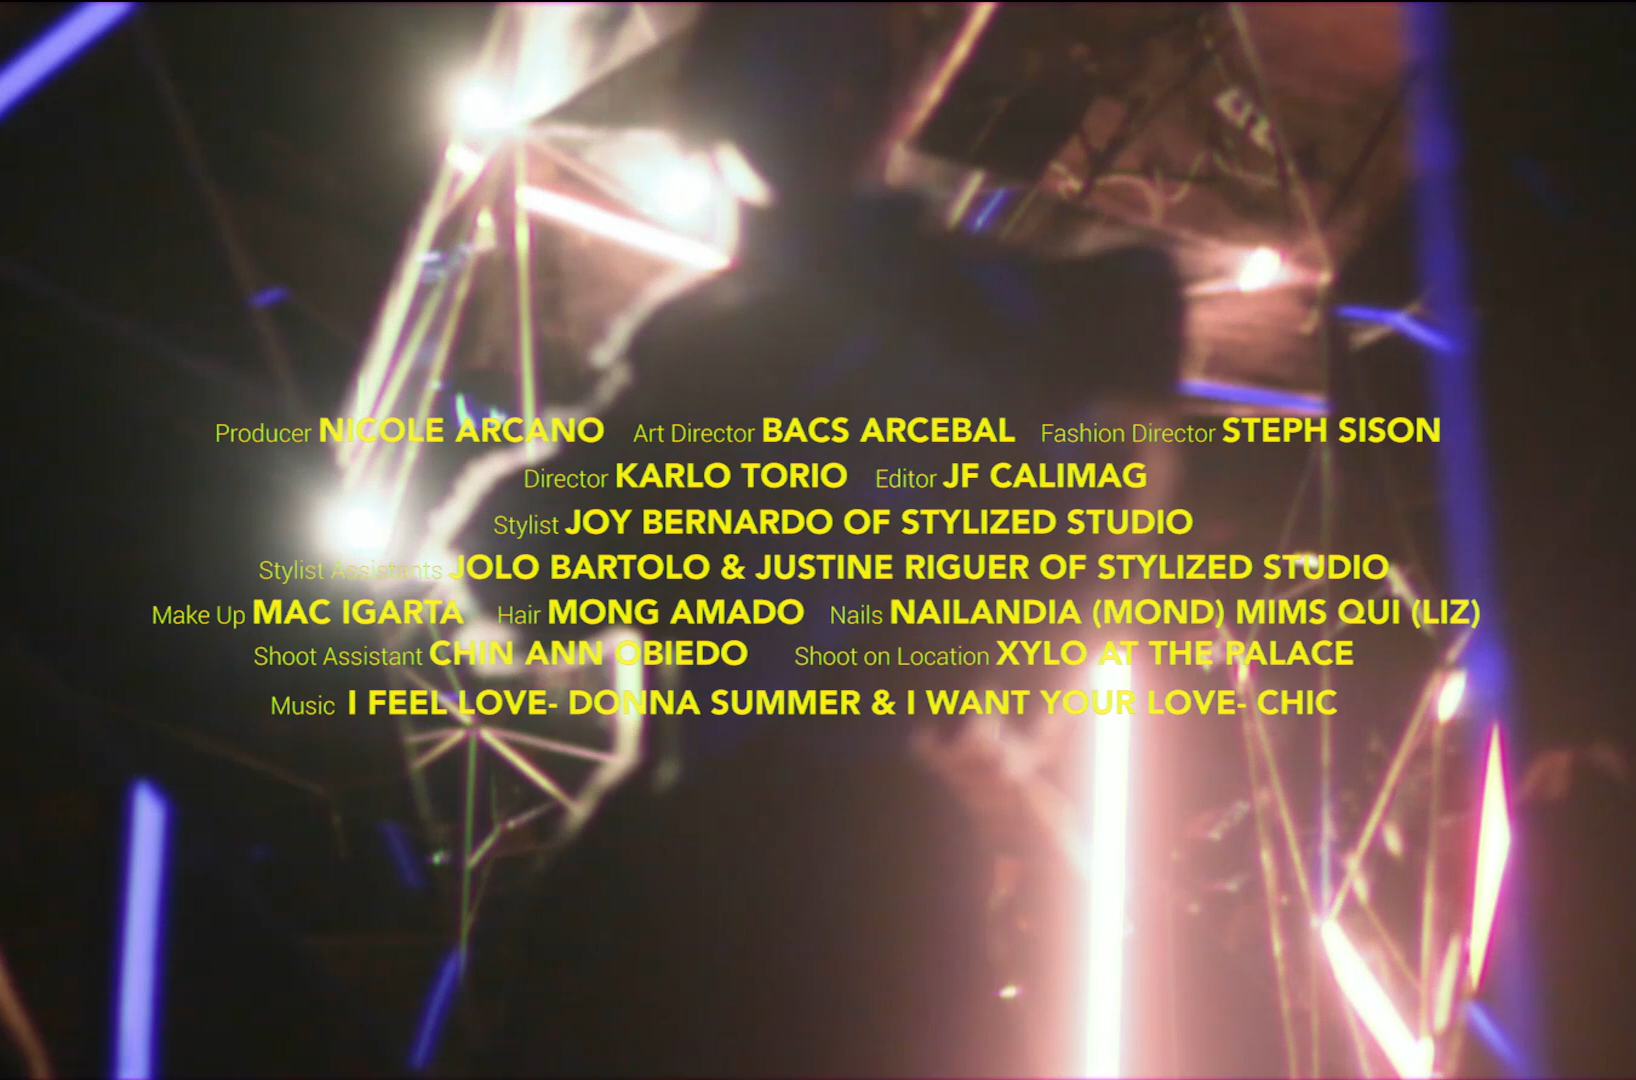 Producer NICOLE ARCANO Art Director BACS ARCEBAL Fashion Director STEPH SISON
Director KARLO TORIO Editor JF CALIMAG
Stylist JOY BERNARDO OF STYLIZED STUDIO
Stylist Assistants JOLO BARTOLO & JUSTINE RIGUER OF STYLIZED STUDIO
Make Up MAC IGARTA Hair MONG AMADO Nails NAILANDIA (MOND) MIMS QUI (LIZ)
Shoot Assistant CHIN ANN OBIEDO Shoot on Location XYLO AT THE PALACE
Music I FEEL LOVE- DONNA SUMMER & I WANT YOUR LOVE- CHIC